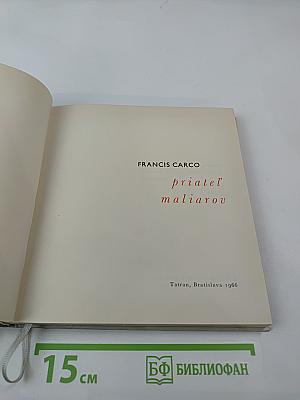 FRANCIS CARCO
priateľ
maliarov
Tatran, Bratislava 1966
15 см
БФ БИБЛИОФАН